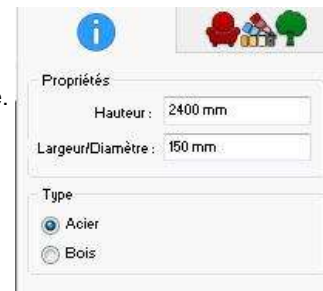 Propriétés
e.
Hauteur : 2400 mm
Largeur/Diamètre : 150 mm
Type
Acier
Bois